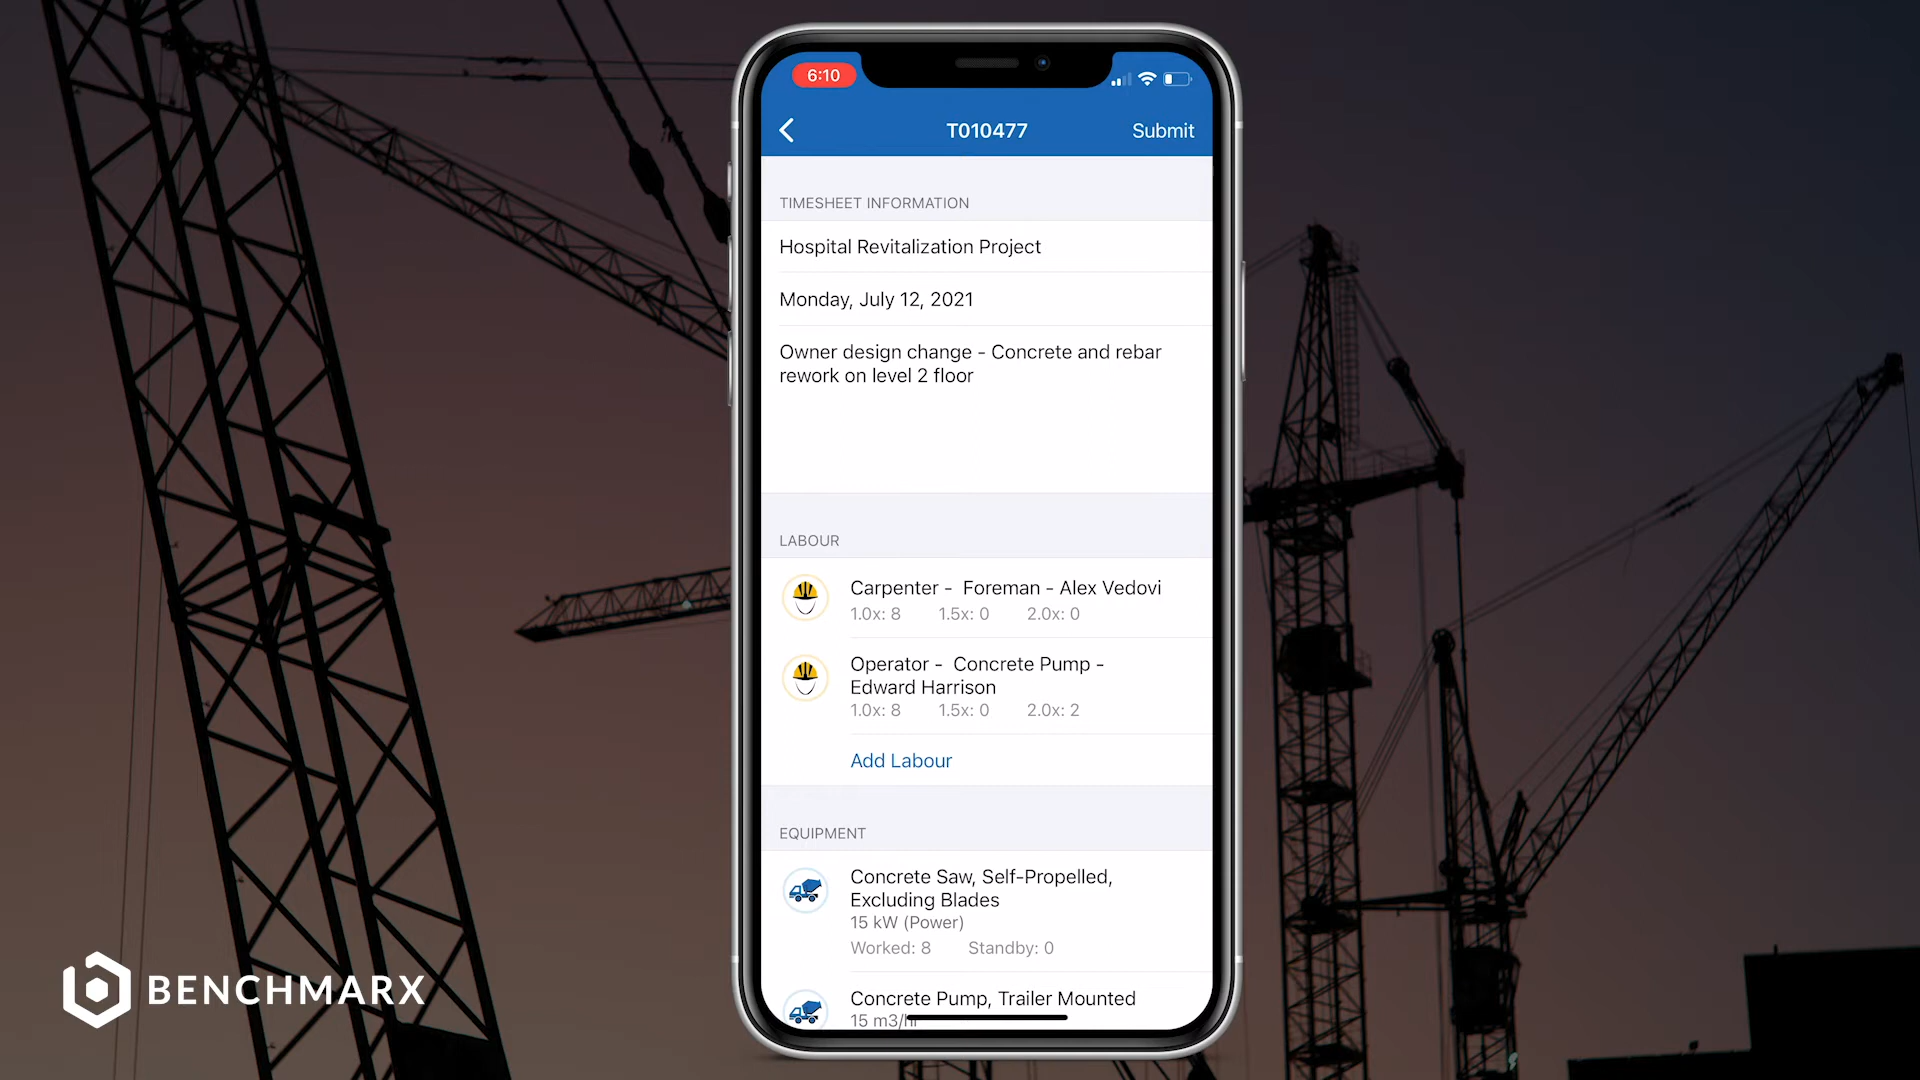 6:10
T010477
Submit
TIMESHEET INFORMATION
Hospital Revitalization Project
Monday, July 12, 2021
Owner design change - Concrete and rebar
rework on level 2 floor
LABOUR
Carpenter - Foreman - Alex Vedovi
1.0x: 8 1.5x: 0 2.0x: 0
Operator - Concrete Pump -
Edward Harrison
1.0x: 8 1.5x: 0 2.0x: 2
Add Labour
EQUIPMENT
Concrete Saw, Self-Propelled,
Excluding Blades
15 kW (Power)
Worked: 8 Standby: 0
Concrete Pump, Trailer Mounted
15 m3/hr
BENCHMARX